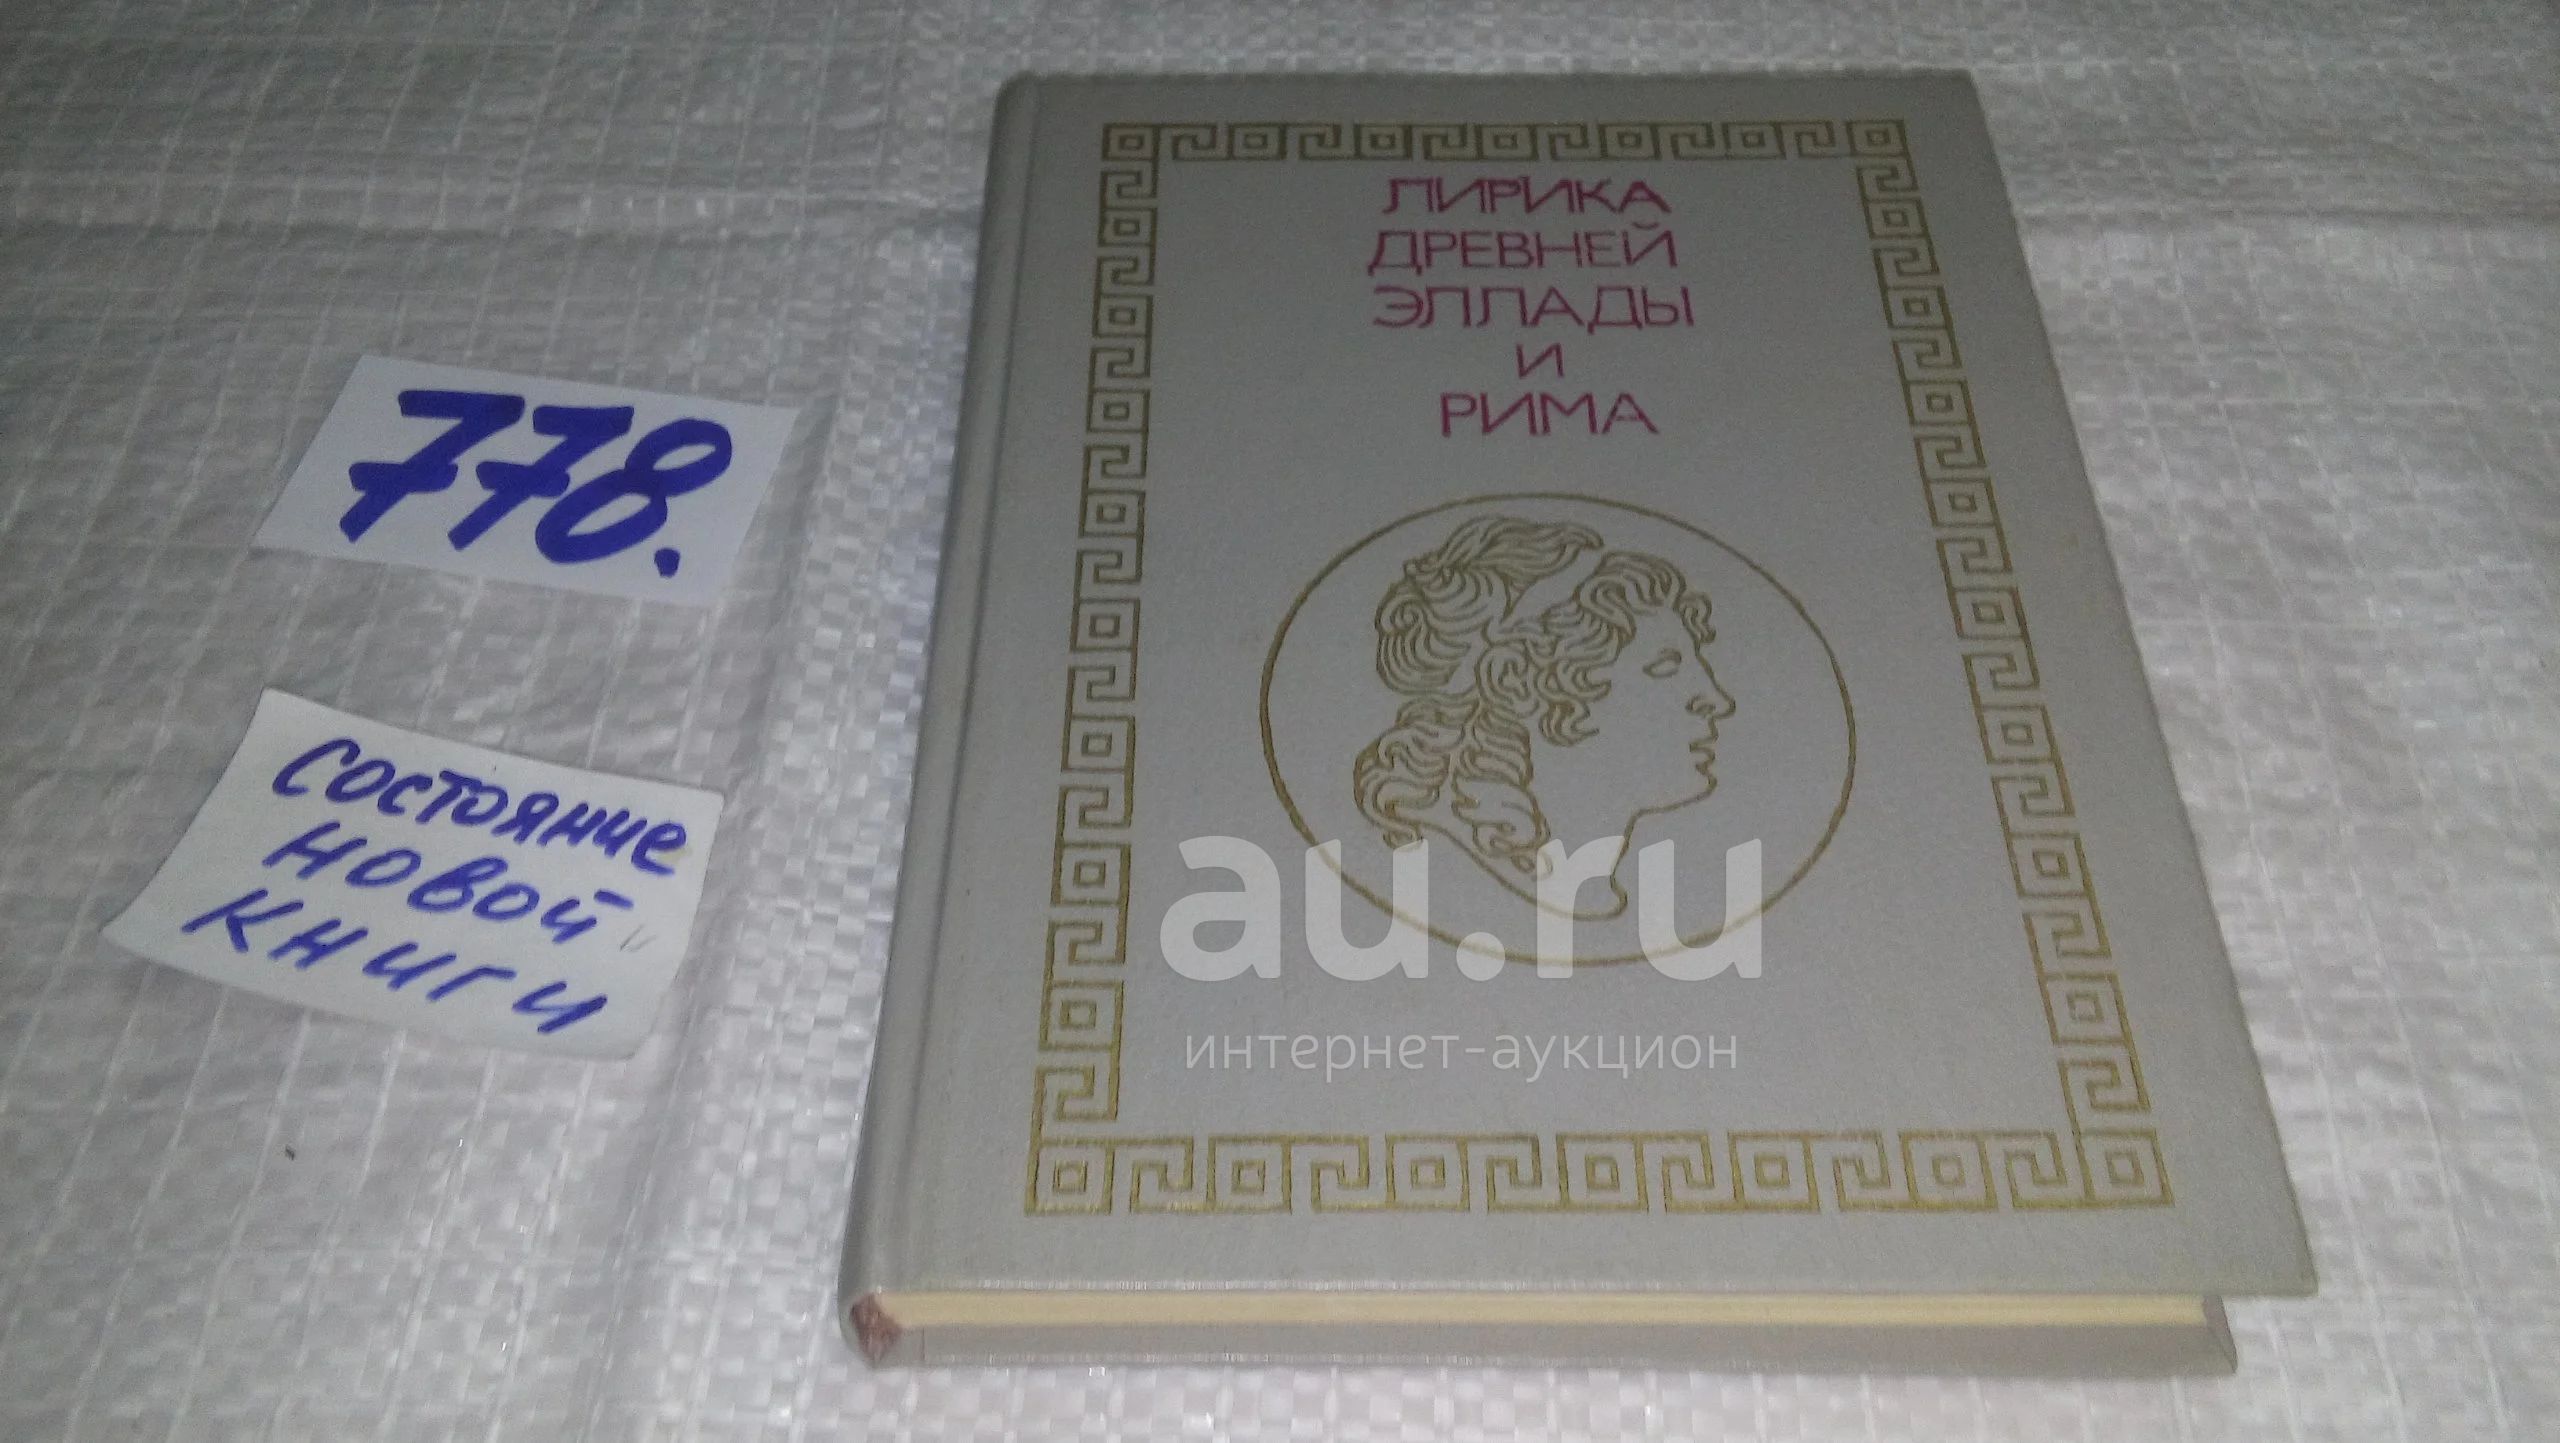 ЛИРИКА
ДРЕВНЕЙ
ЭЛЛАДЫ
И
РИМА
778.
состояние
новой
книги
au.ru
интернет-аукцион